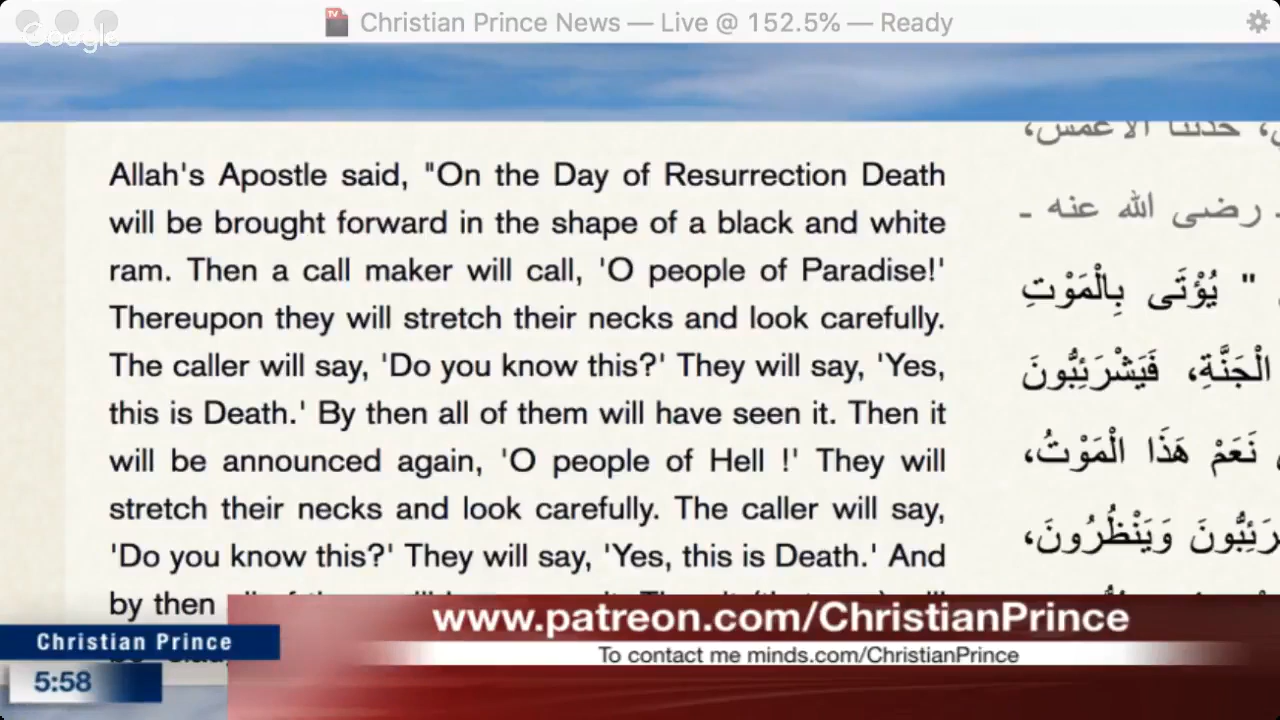 Christian Prince News — Live @ 152.5% — Ready
Google
Allah's Apostle said, "On the Day of Resurrection Death
will be brought forward in the shape of a black and white
ram. Then a call maker will call, 'O people of Paradise!'
Thereupon they will stretch their necks and look carefully.
The caller will say, 'Do you know this?' They will say, 'Yes,
this is Death.' By then all of them will have seen it. Then it
will be announced again, 'O people of Hell !' They will
stretch their necks and look carefully. The caller will say,
'Do you know this?' They will say, 'Yes, this is Death.' And
by then
حدثنا الأعمش،
ـ رضى الله عنه ـ
" يُؤْتَى بِالْمَوْتِ
الْجَنَّةِ، فَيَشْرَئِبُّونَ
نَعَمْ هَذَا الْمَوْتُ،
وَيَنْظُرُونَ،
www.patreon.com/ChristianPrince
To contact me minds.com/ChristianPrince
Christian Prince
5:58